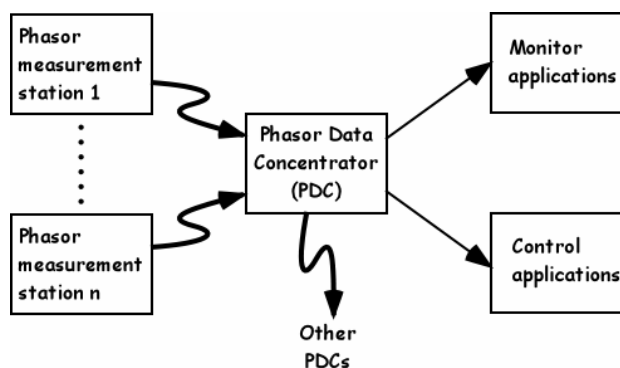 Phasor
measurement
station 1
Phasor
measurement
station n
Phasor Data
Concentrator
(PDC)
Other
PDCs
Monitor
applications
Control
applications